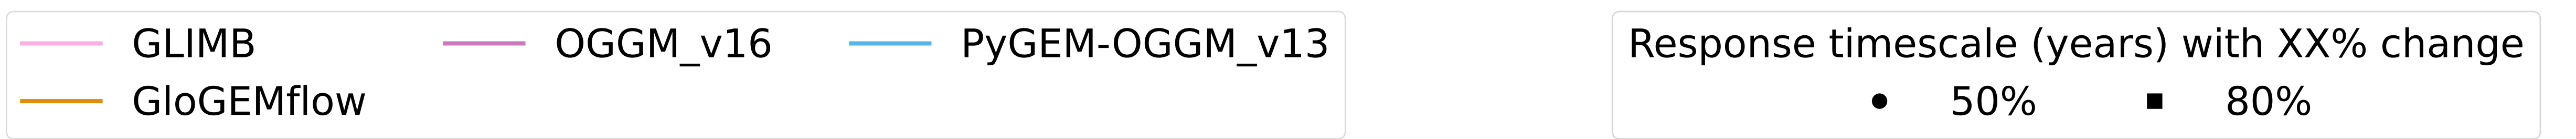 GLIMB
GloGEMflow
OGGM_v16
PyGEM-OGGM_v13
Response timescale (years) with XX% change
50%
80%